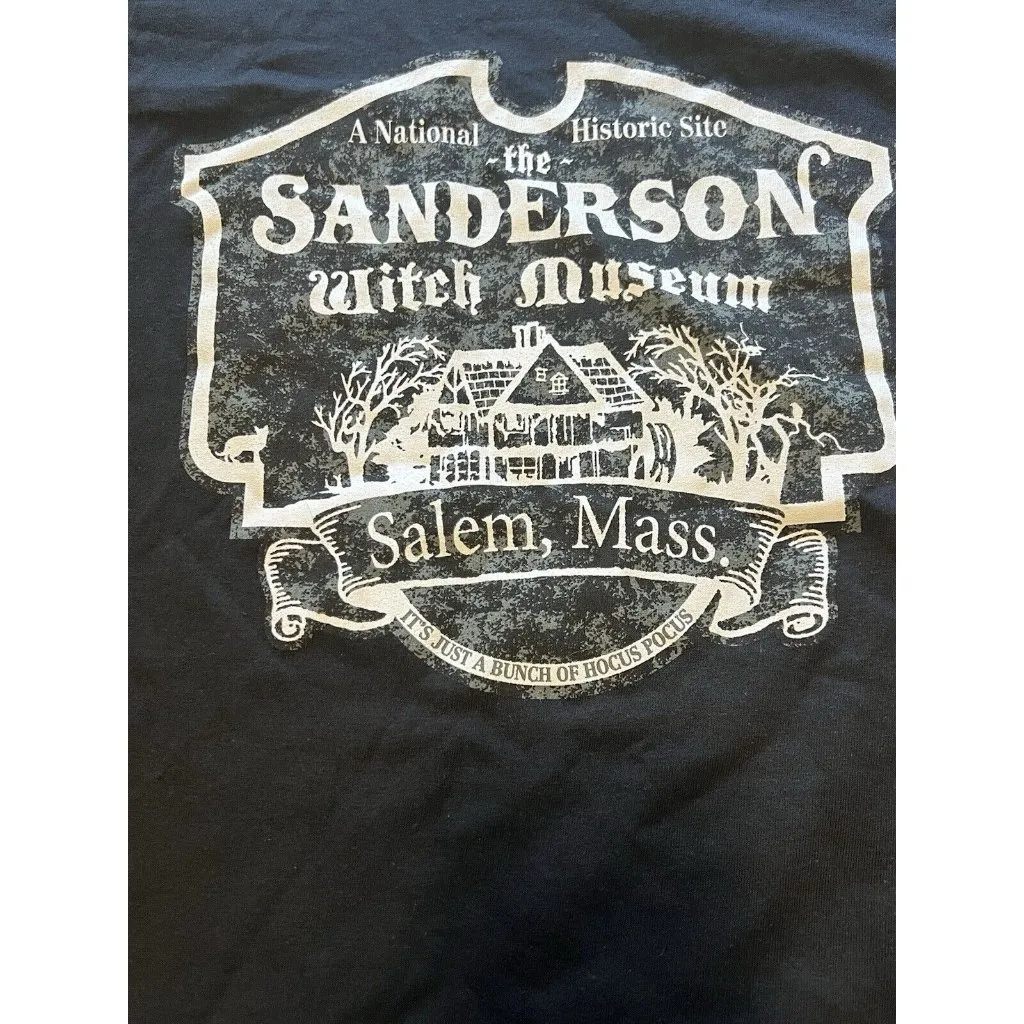 A National Historic Site
- the -
SANDERSON
Witch Museum
Salem, Mass.
IT'S JUST A BUNCH OF HOCUS POCUS